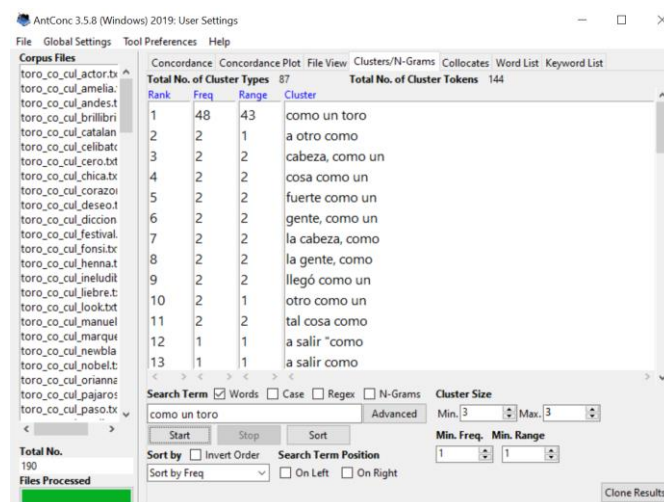 AntConc 3.5.8 (Windows) 2019: User Settings
File Global Settings Tool Preferences Help
Corpus Files
toro_co_cul_actor.tx
toro_co_cul_amelia.
toro_co_cul_andes.t
toro_co_cul_brillibri
toro_co_cul_catalan
toro_co_cul_celibatc
toro_co_cul_cero.txt
toro_co_cul_chica.tx
toro_co_cul_corazor
toro_co_cul_deseo.t
toro_co_cul_diccion
toro_co_cul_festival.
toro_co_cul_fonsi.tx
toro_co_cul_henna.t
toro_co_cul_ineludib
toro_co_cul_liebre.t
toro_co_cul_look.txt
toro_co_cul_manuel
toro_co_cul_marque
toro_co_cul_newbla
toro_co_cul_nobel.t
toro_co_cul_orianna
toro_co_cul_pajaros
toro_co_cul_paso.tx
Total No.
190
Files Processed
Concordance Concordance Plot File View Clusters/N-Grams Collocates Word List Keyword List
Total No. of Cluster Types 87 Total No. of Cluster Tokens 144
Rank Freq Range Cluster
1 48 43 como un toro
2 2 1 a otro como
3 2 2 cabeza, como un
4 2 2 cosa como un
5 2 2 fuerte como un
6 2 2 gente, como un
7 2 2 la cabeza, como
8 2 2 la gente, como
9 2 2 llegó como un
10 2 1 otro como un
11 2 2 tal cosa como
12 1 1 a salir "como
13 1 1 a salir como
Search Term Words Case Regex N-Grams Cluster Size
como un toro Advanced Min. 3 Max. 3
Start Stop Sort Min. Freq. Min. Range
Sort by Invert Order Search Term Position 1 1
Sort by Freq On Left On Right
Clone Results